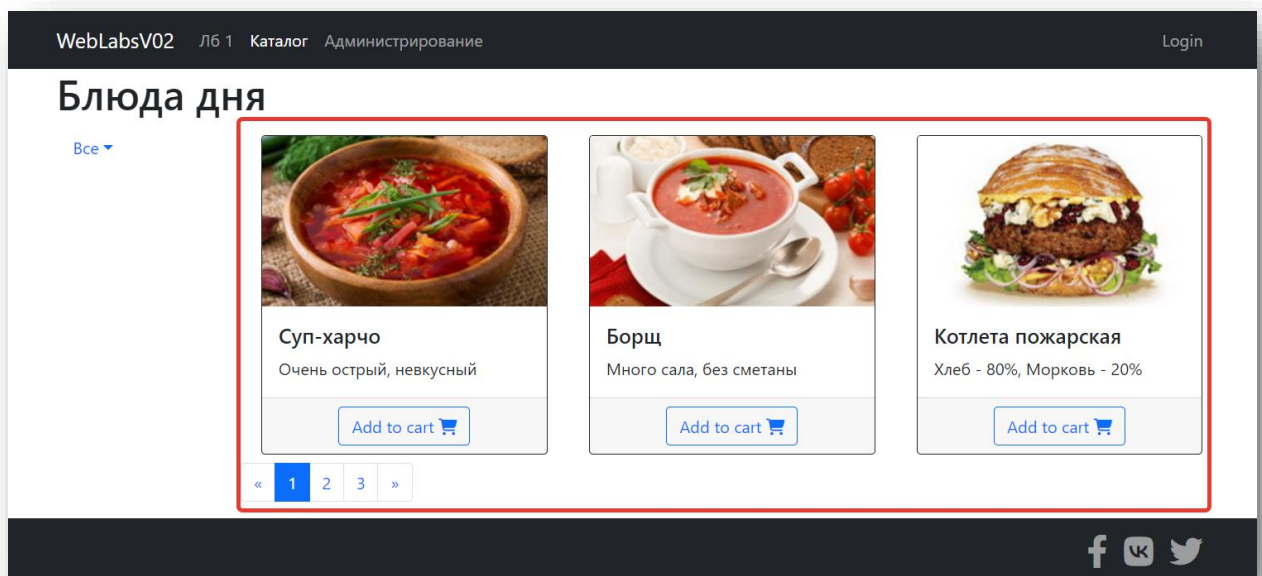 WebLabsV02 Лб 1 Каталог Администрирование Login
Блюда дня
Все
Суп-харчо
Очень острый, невкусный
Add to cart
Борщ
Много сала, без сметаны
Add to cart
Котлета пожарская
Хлеб - 80%, Морковь - 20%
Add to cart
« 1 2 3 »